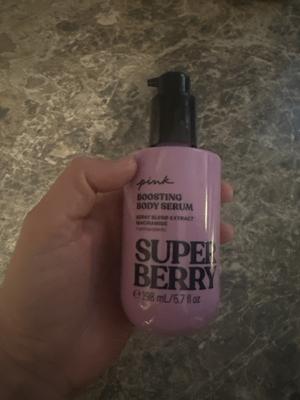 pink
BOOSTING
BODY SERUM
BERRY BLEND EXTRACT
NIACINAMIDE
SUPER
BERRY
℮ 198 mL/6.7 fl oz